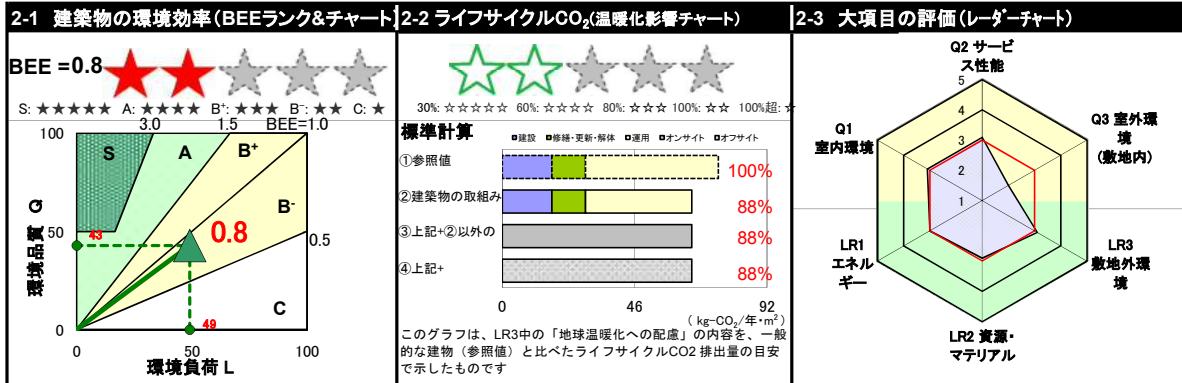 2-1 建築物の環境効率(BEEランク&チャート)
BEE =0.8
S: ★★★★★ A: ★★★★ B+: ★★★ B-: ★★ C: ★
3.0 1.5 BEE=1.0
100
S
A
B+
B-
環境品質 Q
0.8
0.5
50
43
C
0
49
0 50 100
環境負荷 L
2-2 ライフサイクルCO2(温暖化影響チャート)
30%: ☆☆☆☆☆ 60%: ☆☆☆☆ 80%: ☆☆☆ 100%: ☆☆ 100%超: ☆
標準計算
建設 修繕・更新・解体 運用 オンサイト オフサイト
①参照値 100%
②建築物の取組み 88%
③上記+②以外の 88%
④上記+ 88%
0 46 92
( kg-CO2/年・m2)
このグラフは、LR3中の「地球温暖化への配慮」の内容を、一般
的な建物(参照値)と比べたライフサイクルCO2 排出量の目安
で示したものです
2-3 大項目の評価(レーダーチャート)
Q2 サービ
ス性能
5
4
3
2
1
Q1
室内環境
Q3 室外環
境
(敷地内)
LR1
エネル
ギー
LR3
敷地外環
境
LR2 資源・
マテリアル